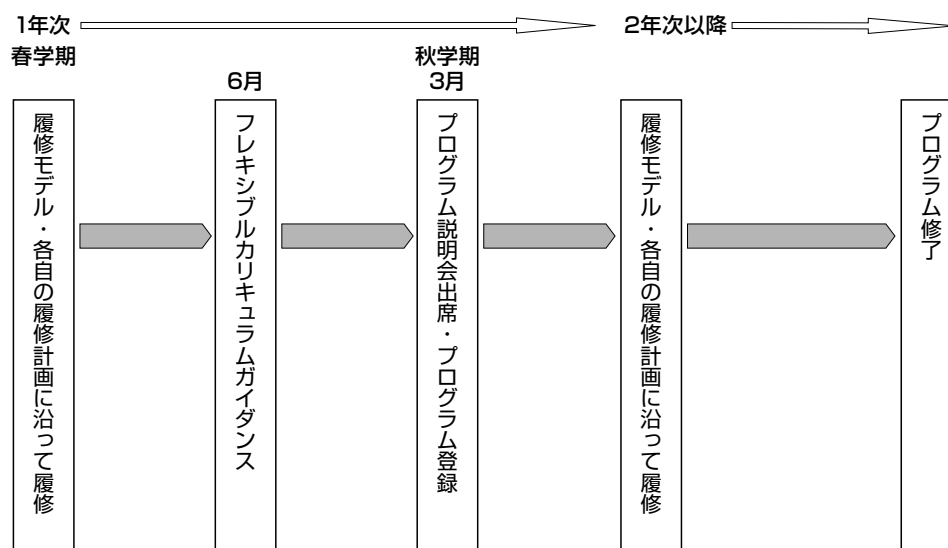 1年次
2年次以降
春学期
秋学期
6月
3月
履修モデル・各自の履修計画に沿って履修
フレキシブルカリキュラムガイダンス
プログラム説明会出席・プログラム登録
履修モデル・各自の履修計画に沿って履修
プログラム修了